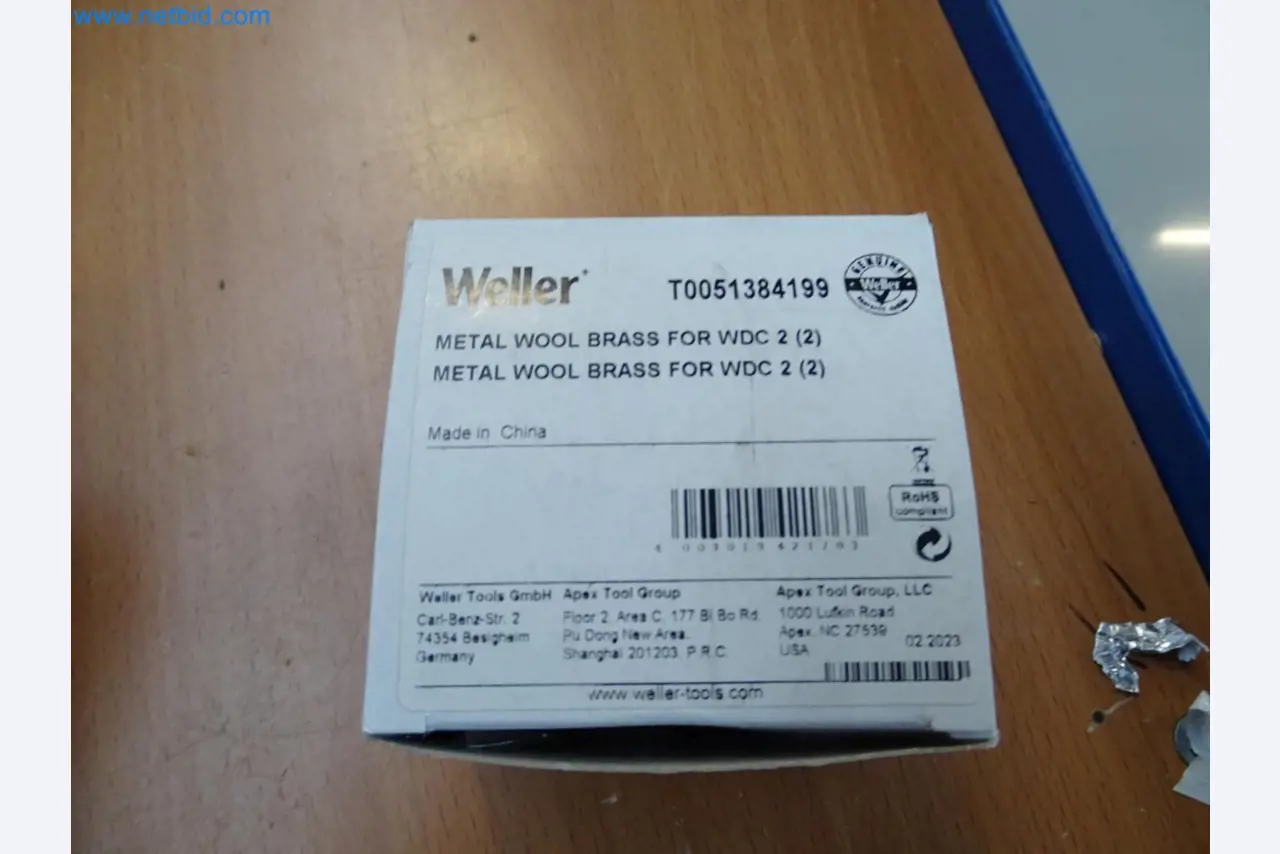 www.netbid.com
Weller T0051384199
GENUINE
Weller
METAL WOOL BRASS FOR WDC 2 (2)
METAL WOOL BRASS FOR WDC 2 (2)
Made in China
RoHS
compliant
Weller Tools GmbH
Carl-Benz-Str. 2
74354 Besigheim
Germany
Apex Tool Group
Floor 2, Area C, 177 Bi Bo Rd.
Pu Dong New Area,
Shanghai 201203, P.R.C.
Apex Tool Group, LLC
1000 Lufkin Road
Apex, NC 27539
USA
02.2023
www.weller-tools.com